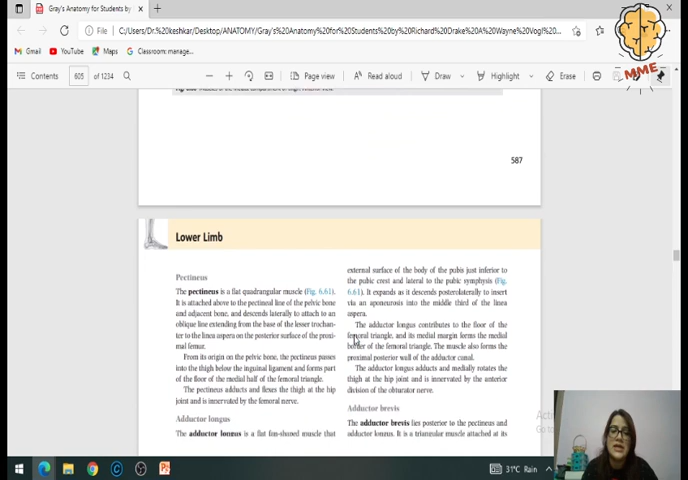 Gray's Anatomy for Students by
File
C:/Users/Dr.%20keshkar/Desktop/ANATOMY/Gray's%20Anatomy%20for%20Students%20by%20Richard%20Drake%20A%20Wayne%20Vogl%20...
Gmail YouTube Maps Classroom manage...
MME
Contents 605 of 1234 Page view Read aloud Draw Highlight Erase
587
Lower Limb
Pectineus
The pectineus is a flat quadrangular muscle (Fig. 6.61).
It is attached above to the pectineal line of the pelvic bone
and adjacent bone, and descends laterally to attach to an
oblique line extending from the base of the lesser trochan-
ter to the linea aspera on the posterior surface of the proxi-
mal femur.
From its origin on the pelvic bone, the pectineus passes
into the thigh below the inguinal ligament and forms part
of the floor of the medial half of the femoral triangle.
The pectineus adducts and flexes the thigh at the hip
joint and is innervated by the femoral nerve.
Adductor longus
The adductor longus is a flat fan-shaped muscle that
external surface of the body of the pubis just inferior to
the pubic crest and lateral to the pubic symphysis (Fig.
6.61). It expands as it descends posterolaterally to insert
via an aponeurosis into the middle third of the linea
aspera.
The adductor longus contributes to the floor of the
femoral triangle, and its medial margin forms the medial
border of the femoral triangle. The muscle also forms the
proximal posterior wall of the adductor canal.
The adductor longus adducts and medially rotates the
thigh at the hip joint and is innervated by the anterior
division of the obturator nerve.
Adductor brevis
The adductor brevis lies posterior to the pectineus and
adductor longus. It is a triangular muscle attached at its
31°C Rain